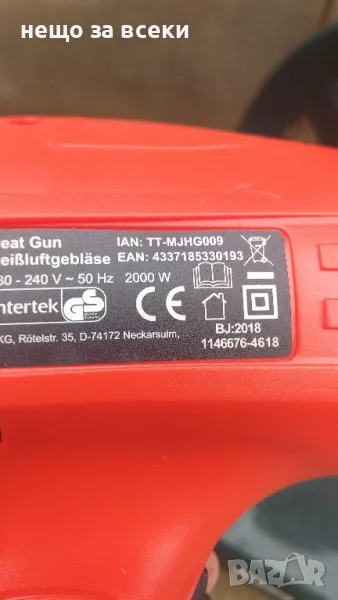 нещо за всеки
eat Gun IAN: TT-MJHG009
eißluftgebläse EAN: 4337185330193
30 - 240 V ~ 50 Hz 2000 W
ntertek GS CE
KG, Rötelstr. 35, D-74172 Neckarsulm,
BJ:2018
1146676-4618
BAZAR